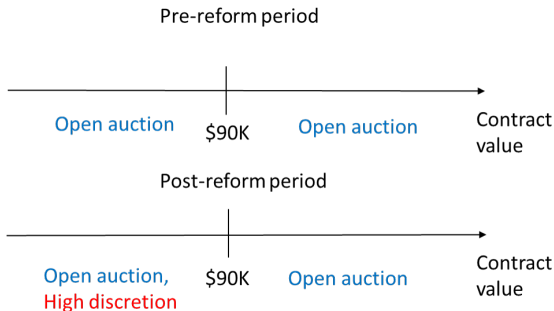 Pre-reform period
Open auction $90K Open auction Contract
value
Post-reform period
Open auction, $90K Open auction Contract
High discretion value